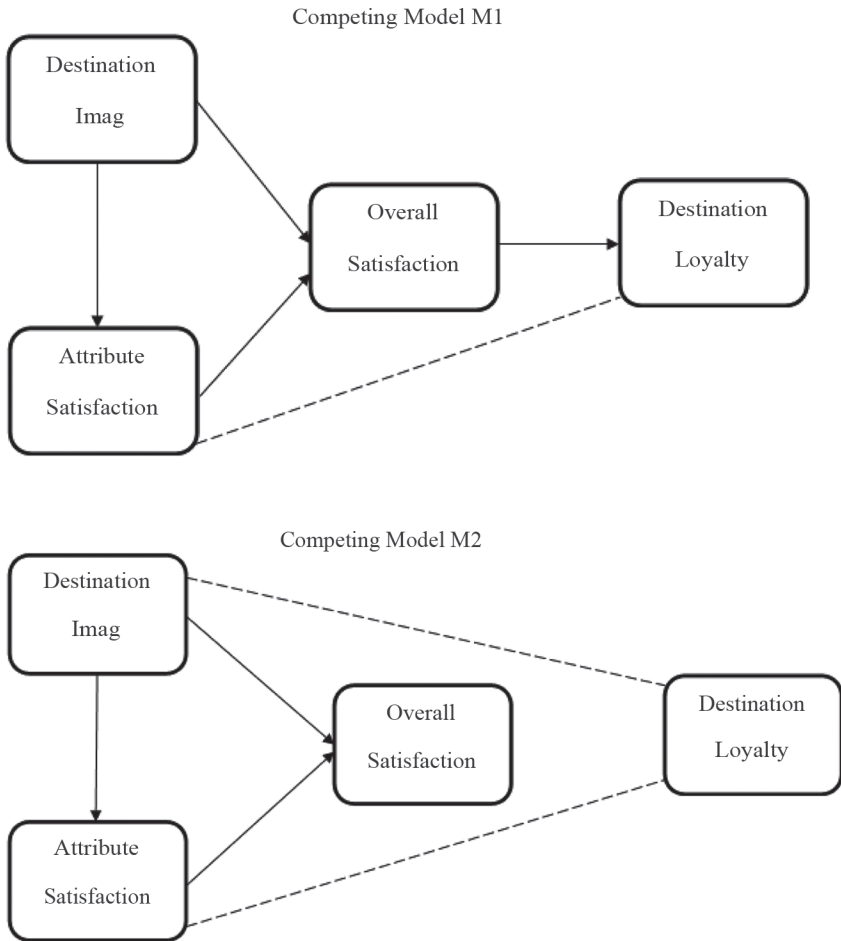 Competing Model M1
Destination
Imag
Overall
Satisfaction
Destination
Loyalty
Attribute
Satisfaction
Competing Model M2
Destination
Imag
Overall
Satisfaction
Destination
Loyalty
Attribute
Satisfaction